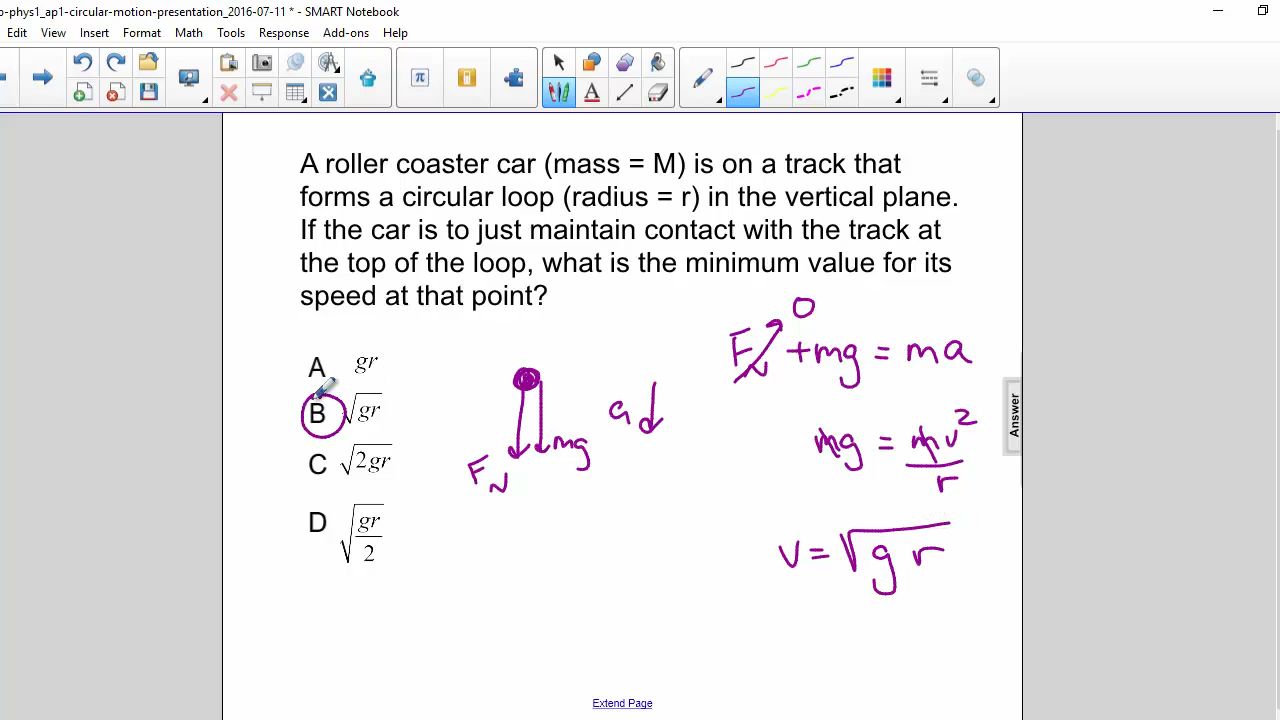 o-phys1_ap1-circular-motion-presentation_2016-07-11 * - SMART Notebook
Edit View Insert Format Math Tools Response Add-ons Help
π
A
A roller coaster car (mass = M) is on a track that
forms a circular loop (radius = r) in the vertical plane.
If the car is to just maintain contact with the track at
the top of the loop, what is the minimum value for its
speed at that point?
A gr
B √gr
C √2gr
D √gr/2
F_N mg
a
0
F_N + mg = ma
mg = mv²/r
v = √g r
Answer
Extend Page